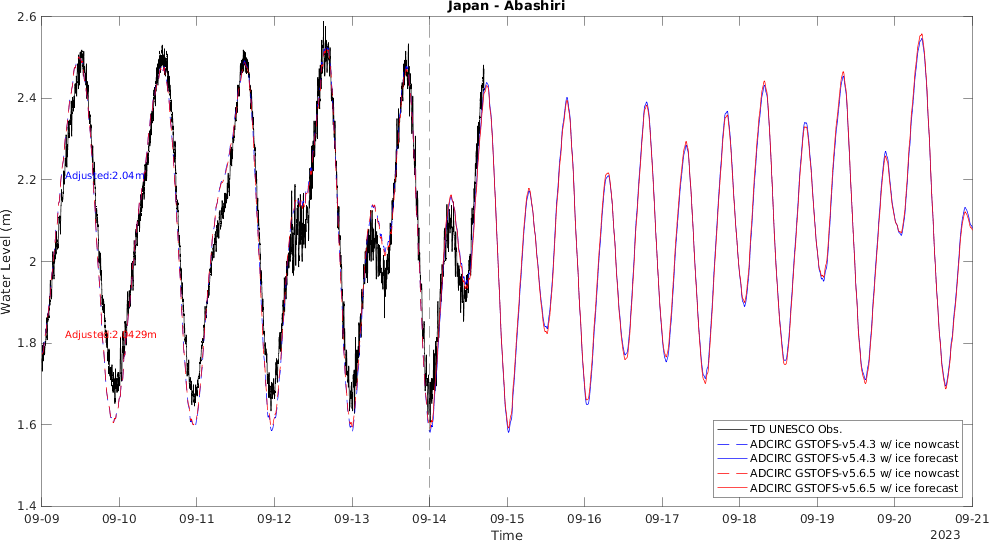 Japan - Abashiri
Water Level (m)
2.6
2.4
2.2
2
1.8
1.6
1.4
Adjusted:2.04m
Adjusted:2.0429m
TD UNESCO Obs.
ADCIRC GSTOFS-v5.4.3 w/ ice nowcast
ADCIRC GSTOFS-v5.4.3 w/ ice forecast
ADCIRC GSTOFS-v5.6.5 w/ ice nowcast
ADCIRC GSTOFS-v5.6.5 w/ ice forecast
09-09 09-10 09-11 09-12 09-13 09-14 09-15 09-16 09-17 09-18 09-19 09-20 09-21
Time
2023